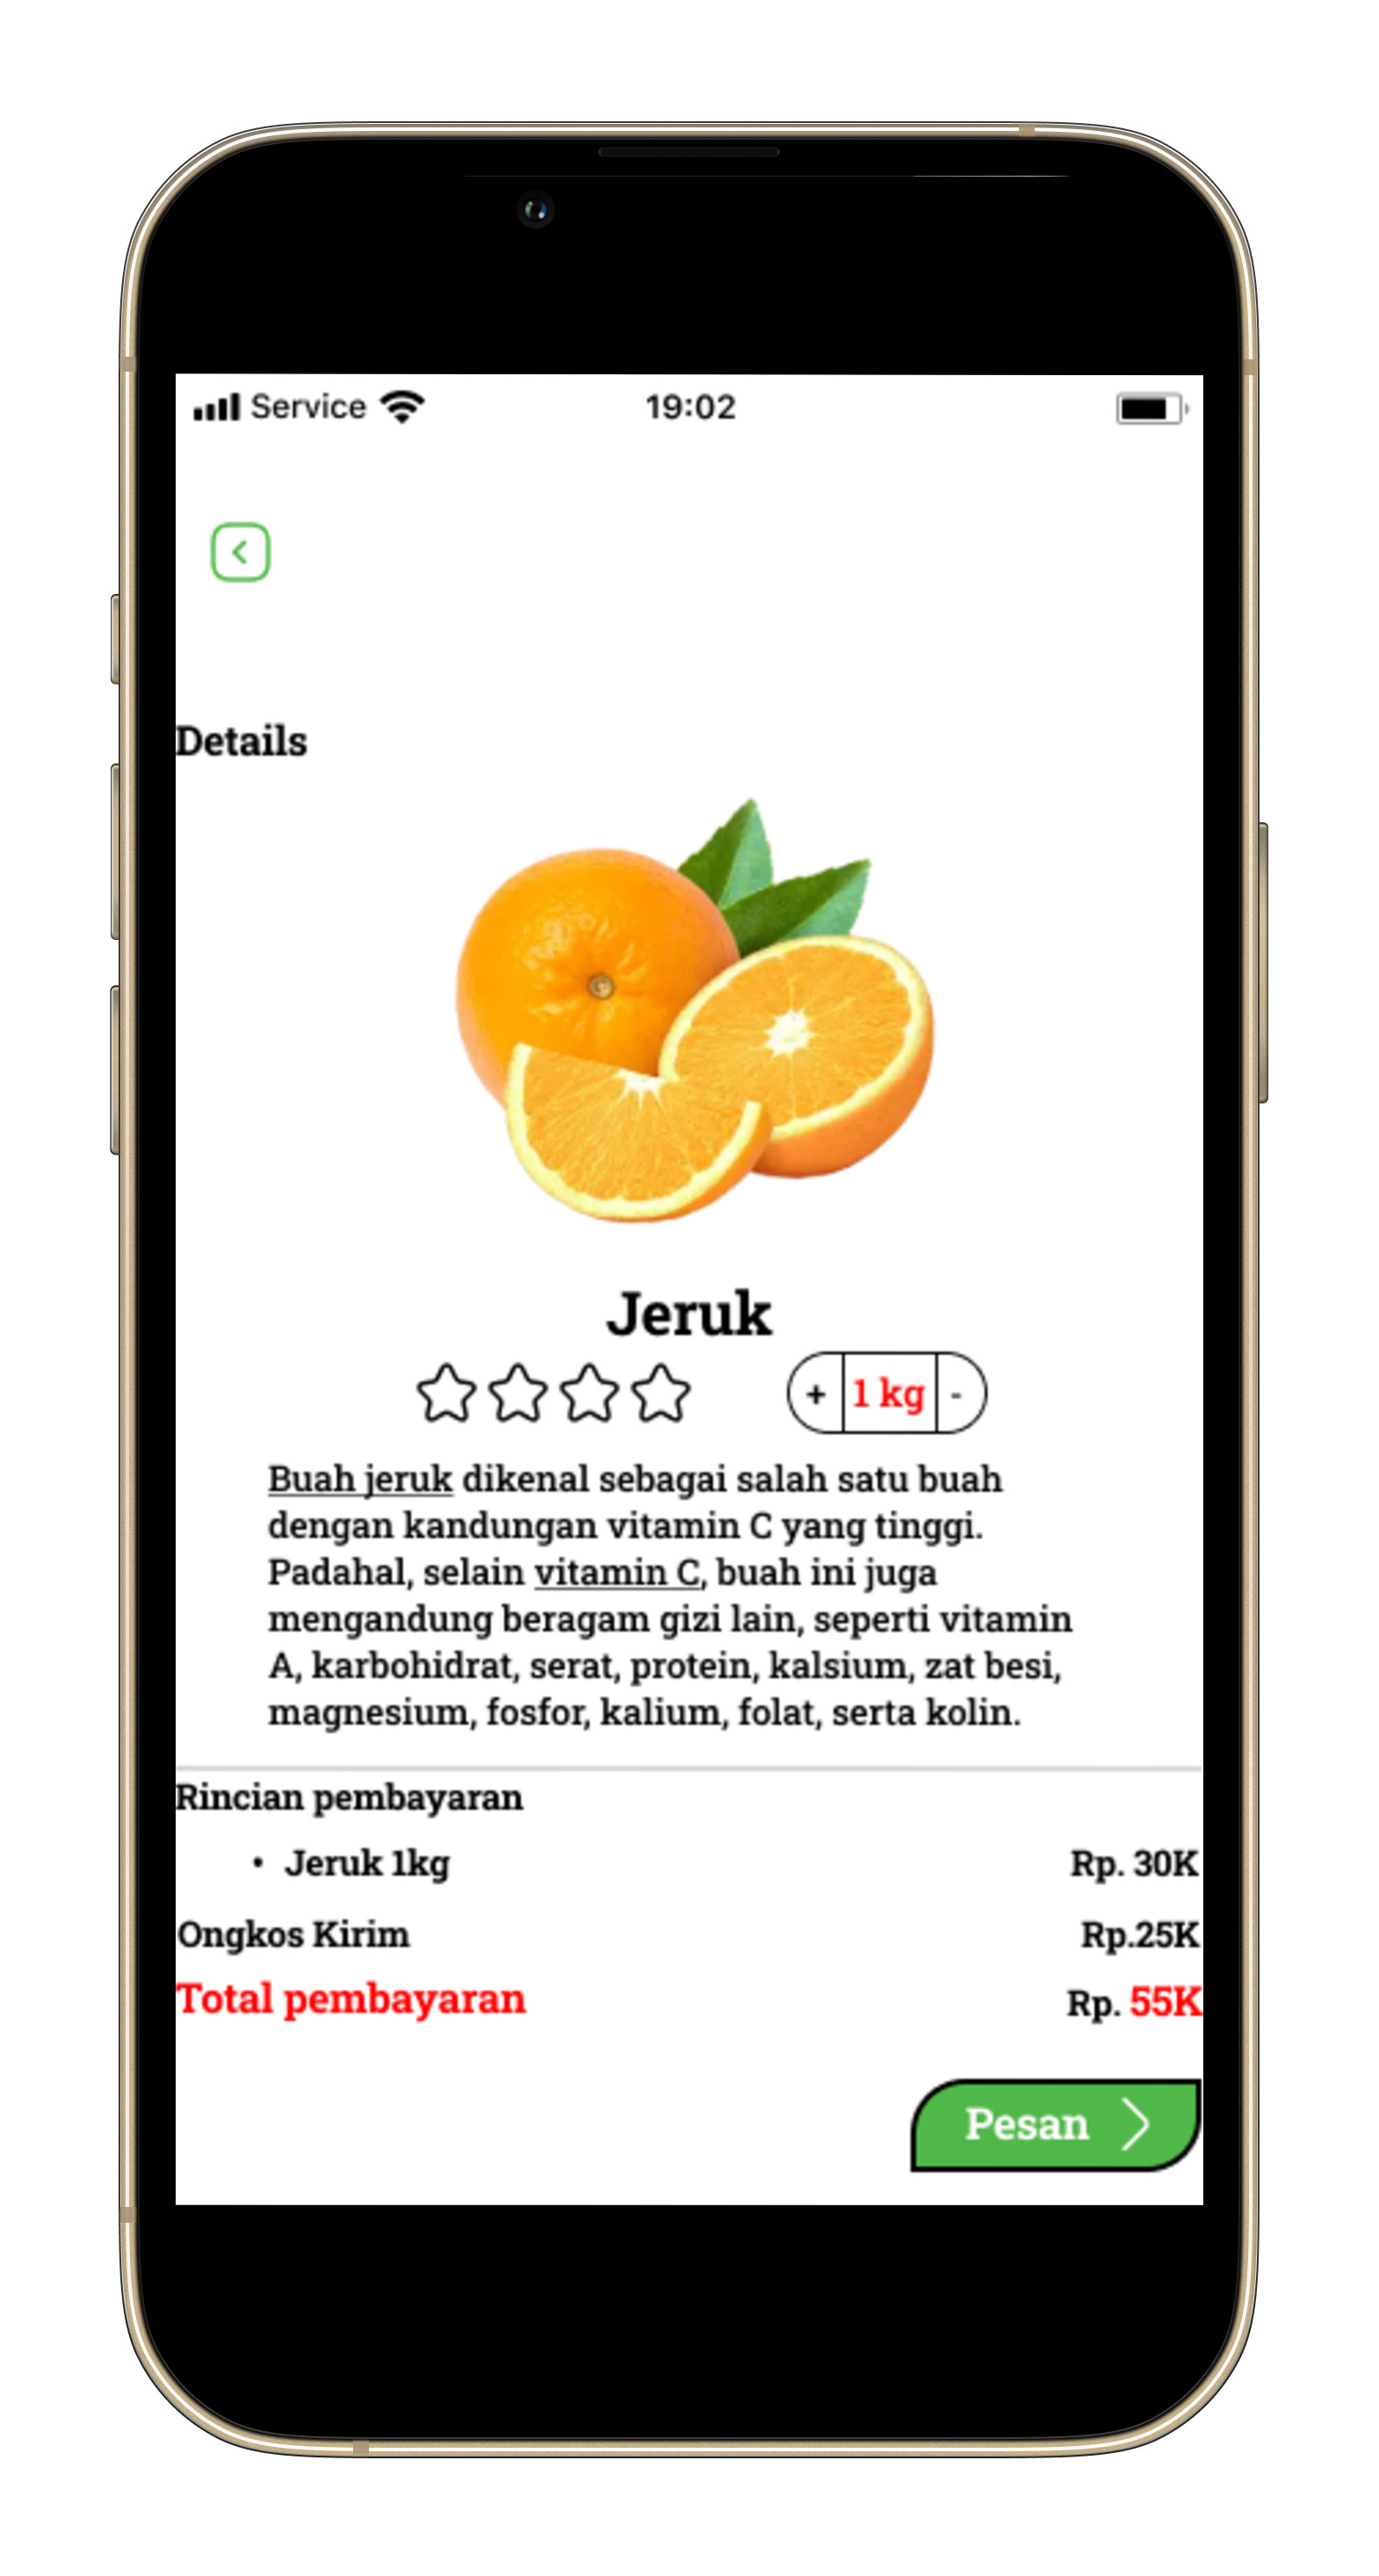 Service 19:02
Details
Jeruk
+ 1 kg -
Buah jeruk dikenal sebagai salah satu buah
dengan kandungan vitamin C yang tinggi.
Padahal, selain vitamin C, buah ini juga
mengandung beragam gizi lain, seperti vitamin
A, karbohidrat, serat, protein, kalsium, zat besi,
magnesium, fosfor, kalium, folat, serta kolin.
Rincian pembayaran
• Jeruk 1kg Rp. 30K
Ongkos Kirim Rp.25K
Total pembayaran Rp. 55K
Pesan